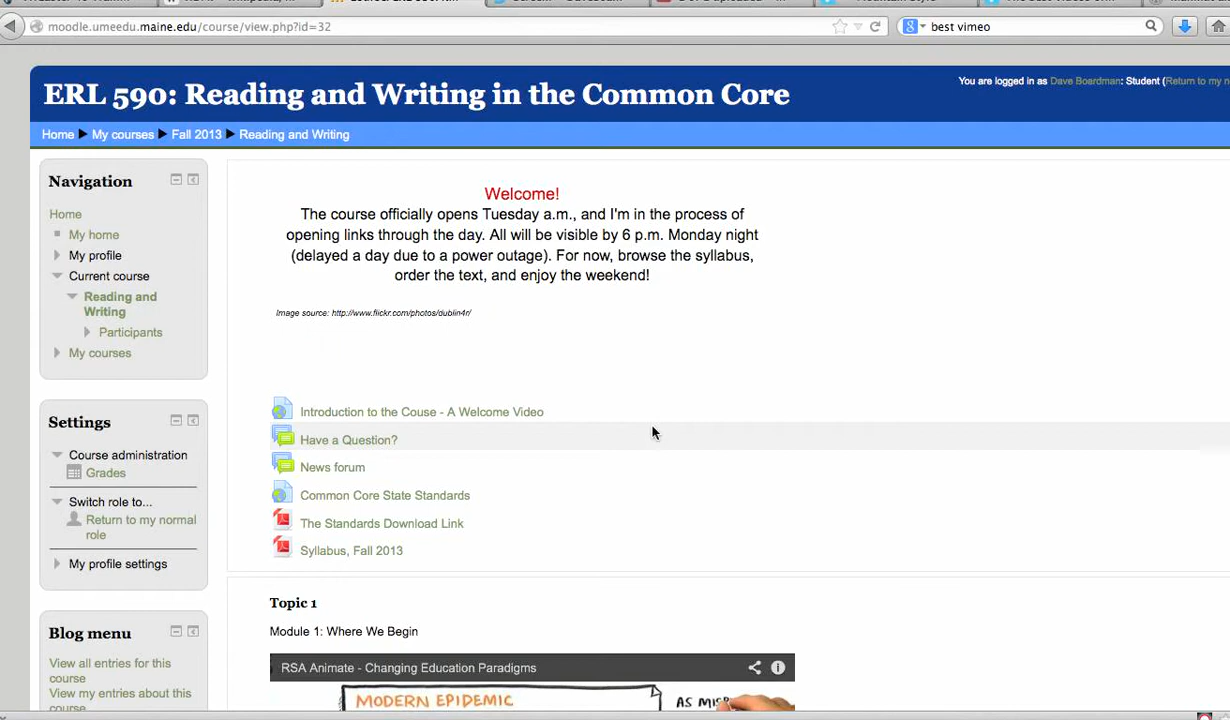 moodle.umeedu.maine.edu/course/view.php?id=32
best vimeo
You are logged in as Dave Boardman: Student (Return to my
ERL 590: Reading and Writing in the Common Core
Home ▶ My courses ▶ Fall 2013 ▶ Reading and Writing
Navigation
Home
My home
My profile
Current course
Reading and
Writing
Participants
My courses
Settings
Course administration
Grades
Switch role to...
Return to my normal
role
My profile settings
Blog menu
View all entries for this
course
View my entries about this
course
Welcome!
The course officially opens Tuesday a.m., and I'm in the process of
opening links through the day. All will be visible by 6 p.m. Monday night
(delayed a day due to a power outage). For now, browse the syllabus,
order the text, and enjoy the weekend!
Image source: http://www.flickr.com/photos/dublin4r/
Introduction to the Couse - A Welcome Video
Have a Question?
News forum
Common Core State Standards
The Standards Download Link
Syllabus, Fall 2013
Topic 1
Module 1: Where We Begin
RSA Animate - Changing Education Paradigms
MODERN EPIDEMIC